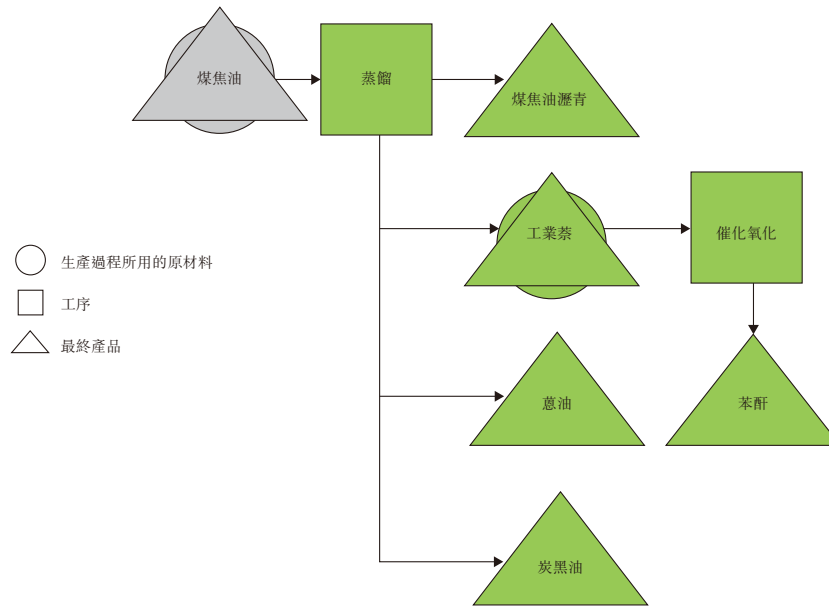 煤焦油
蒸餾
煤焦油瀝青
工業萘
催化氧化
生產過程所用的原材料
工序
最終產品
蒽油
苯酐
炭黑油